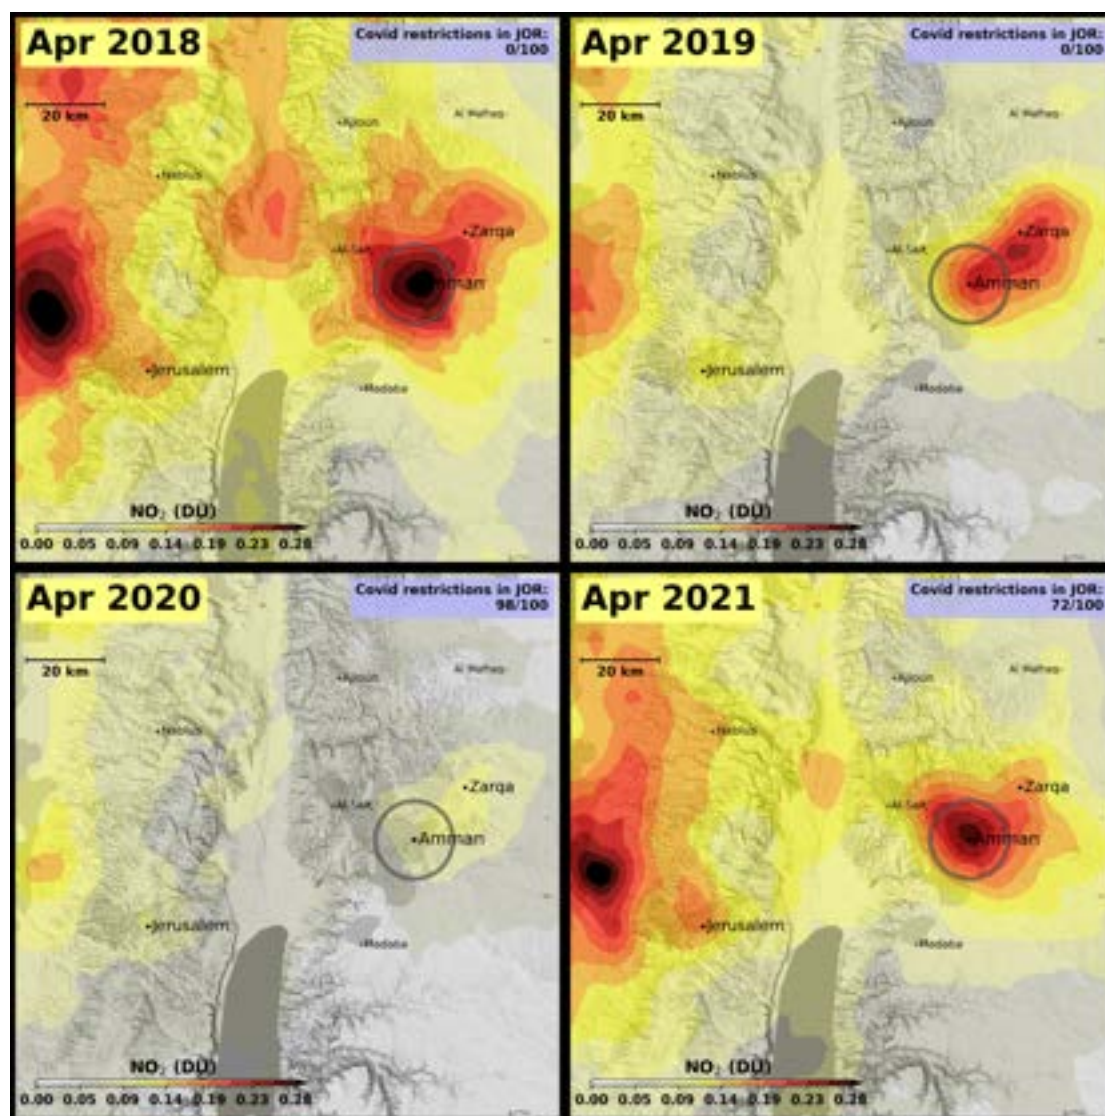 Apr 2018
Covid restrictions in JOR:
0/100
20 km
Ajloun
Al Mafraq
Nablus
Zarqa
Al Salt
Amman
Jerusalem
Madaba
NO₂ (DU)
0.00 0.05 0.09 0.14 0.19 0.23 0.28
Apr 2019
Covid restrictions in JOR:
0/100
20 km
Ajloun
Al Mafraq
Nablus
Zarqa
Al Salt
Amman
Jerusalem
Madaba
NO₂ (DU)
0.00 0.05 0.09 0.14 0.19 0.23 0.28
Apr 2020
Covid restrictions in JOR:
98/100
20 km
Ajloun
Al Mafraq
Nablus
Zarqa
Al Salt
Amman
Jerusalem
Madaba
NO₂ (DU)
0.00 0.05 0.09 0.14 0.19 0.23 0.28
Apr 2021
Covid restrictions in JOR:
72/100
20 km
Ajloun
Al Mafraq
Nablus
Zarqa
Al Salt
Amman
Jerusalem
Madaba
NO₂ (DU)
0.00 0.05 0.09 0.14 0.19 0.23 0.28